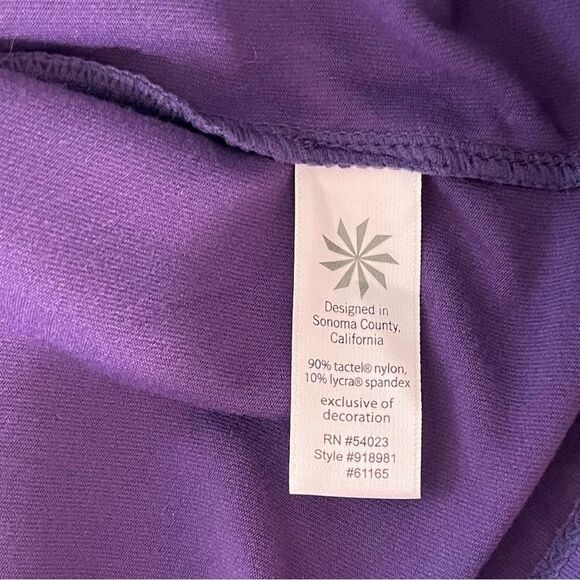 Designed in
Sonoma County,
California
90% tactel® nylon,
10% lycra® spandex
exclusive of
decoration
RN #54023
Style #918981
#61165